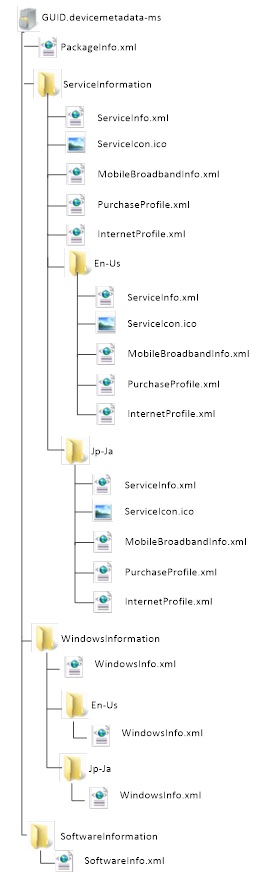 GUID.devicemetadata-ms
PackageInfo.xml
ServiceInformation
ServiceInfo.xml
ServiceIcon.ico
MobileBroadbandInfo.xml
PurchaseProfile.xml
InternetProfile.xml
En-Us
ServiceInfo.xml
ServiceIcon.ico
MobileBroadbandInfo.xml
PurchaseProfile.xml
InternetProfile.xml
Jp-Ja
ServiceInfo.xml
ServiceIcon.ico
MobileBroadbandInfo.xml
PurchaseProfile.xml
InternetProfile.xml
WindowsInformation
WindowsInfo.xml
En-Us
WindowsInfo.xml
Jp-Ja
WindowsInfo.xml
SoftwareInformation
SoftwareInfo.xml